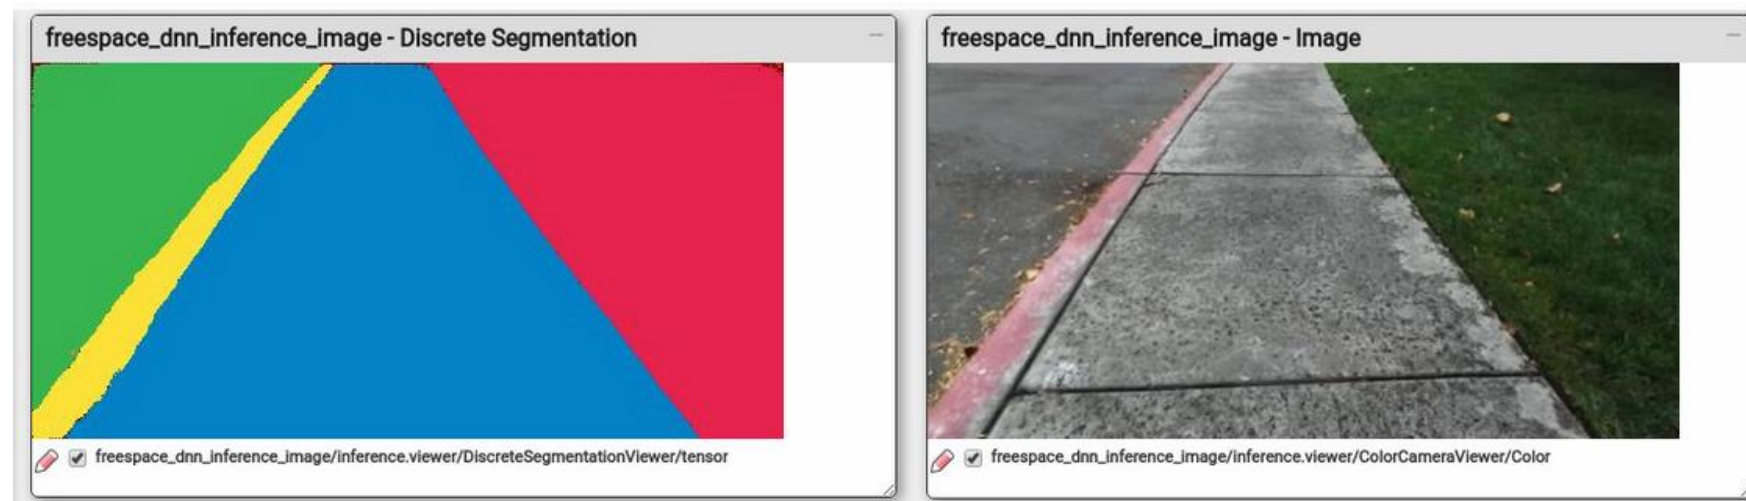 freespace_dnn_inference_image - Discrete Segmentation
freespace_dnn_inference_image/inference.viewer/DiscreteSegmentationViewer/tensor
freespace_dnn_inference_image - Image
freespace_dnn_inference_image/inference.viewer/ColorCameraViewer/Color